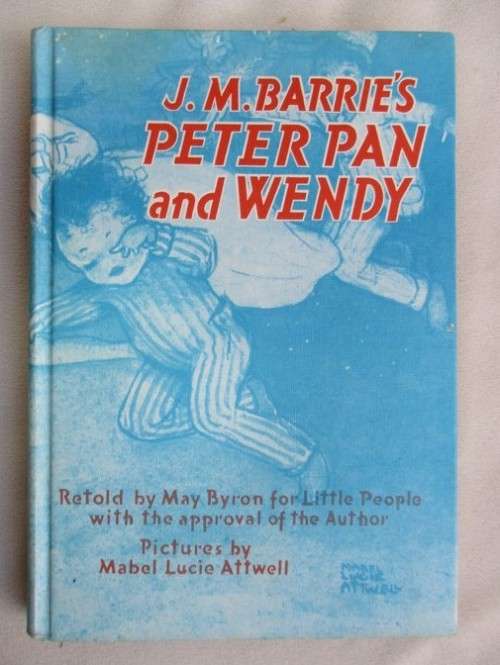 J. M. BARRIE'S
PETER PAN
and WENDY
Retold by May Byron for Little People
with the approval of the Author
Pictures by
Mabel Lucie Attwell
MABEL
LUCIE
ATTWELL